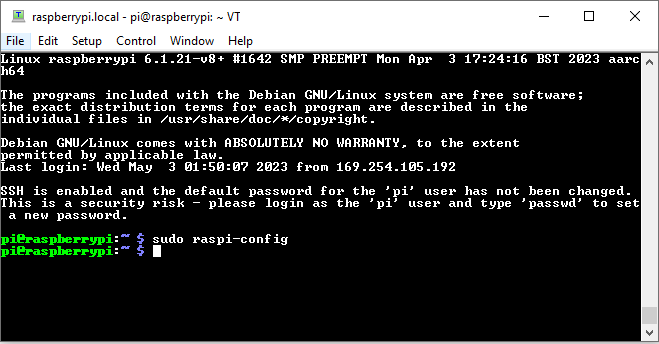 raspberrypi.local - pi@raspberrypi: ~ VT
File Edit Setup Control Window Help
Linux raspberrypi 6.1.21-v8+ #1642 SMP PREEMPT Mon Apr  3 17:24:16 BST 2023 aarc
h64
The programs included with the Debian GNU/Linux system are free software;
the exact distribution terms for each program are described in the
individual files in /usr/share/doc/*/copyright.
Debian GNU/Linux comes with ABSOLUTELY NO WARRANTY, to the extent
permitted by applicable law.
Last login: Wed May  3 01:50:07 2023 from 169.254.105.192
SSH is enabled and the default password for the 'pi' user has not been changed.
This is a security risk - please login as the 'pi' user and type 'passwd' to set
 a new password.
pi@raspberrypi:~ $ sudo raspi-config
pi@raspberrypi:~ $